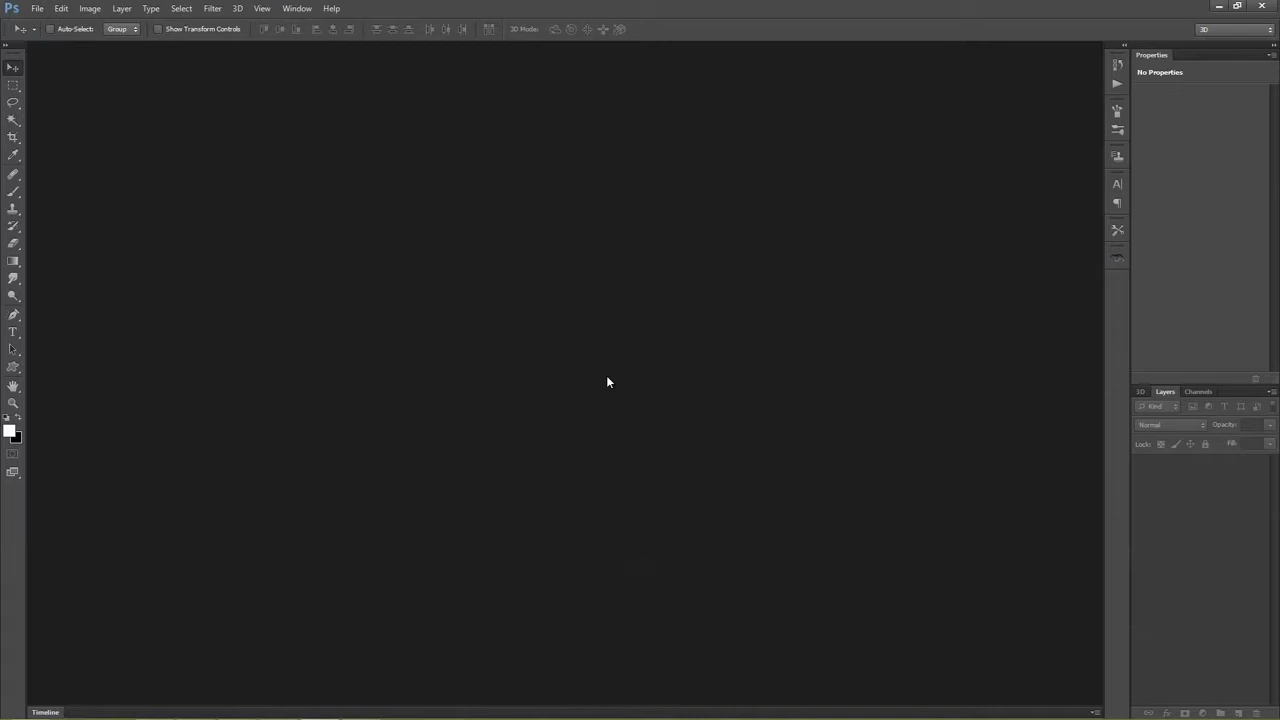 Ps File Edit Image Layer Type Select Filter 3D View Window Help
Auto-Select: Group Show Transform Controls 3D Mode: 3D
Properties
No Properties
3D Layers Channels
Kind
Normal Opacity:
Lock: Fill:
Timeline